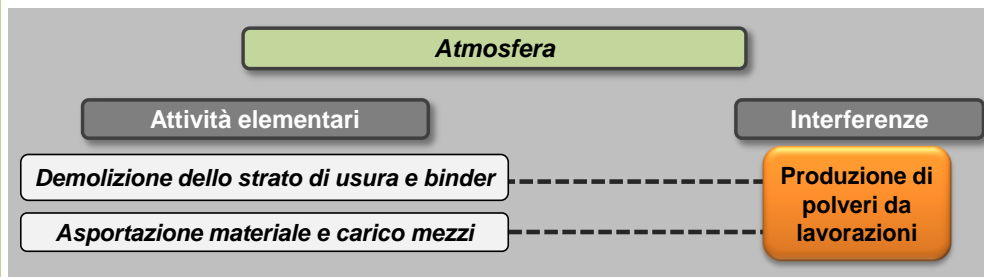 Atmosfera
Attività elementari
Interferenze
Demolizione dello strato di usura e binder
Asportazione materiale e carico mezzi
Produzione di
polveri da
lavorazioni